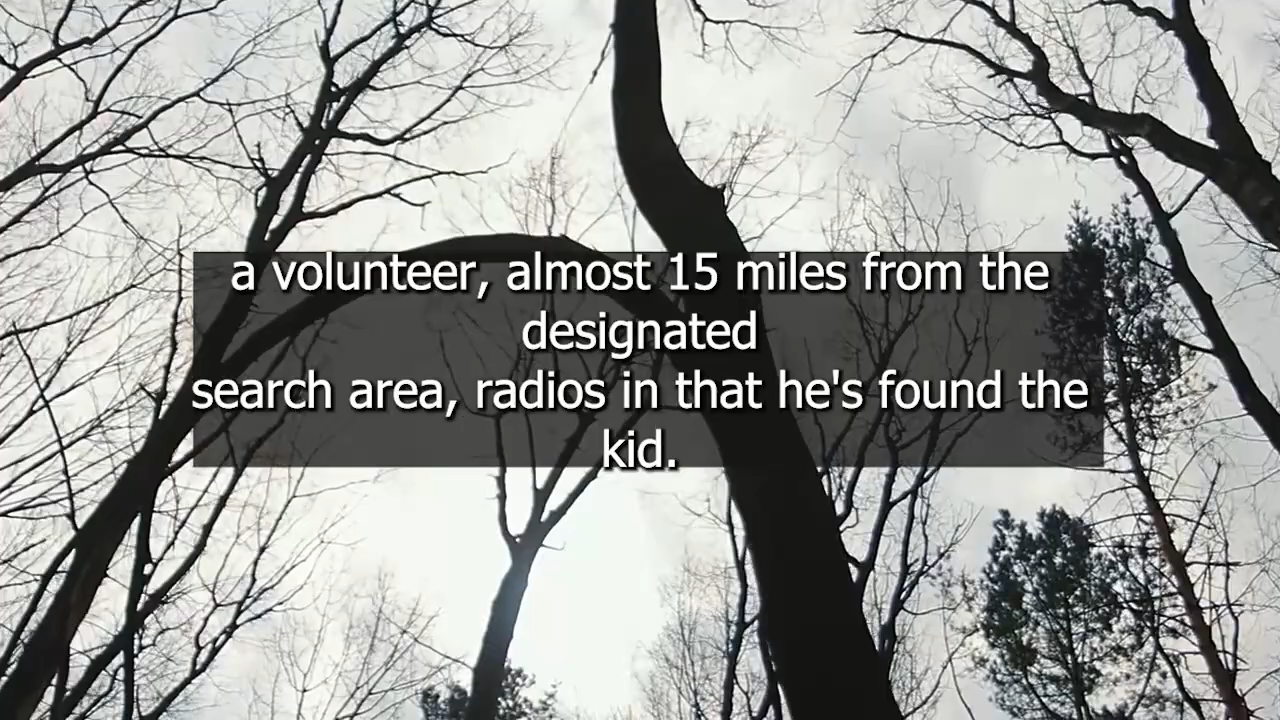 a volunteer, almost 15 miles from the
designated
search area, radios in that he's found the
kid.